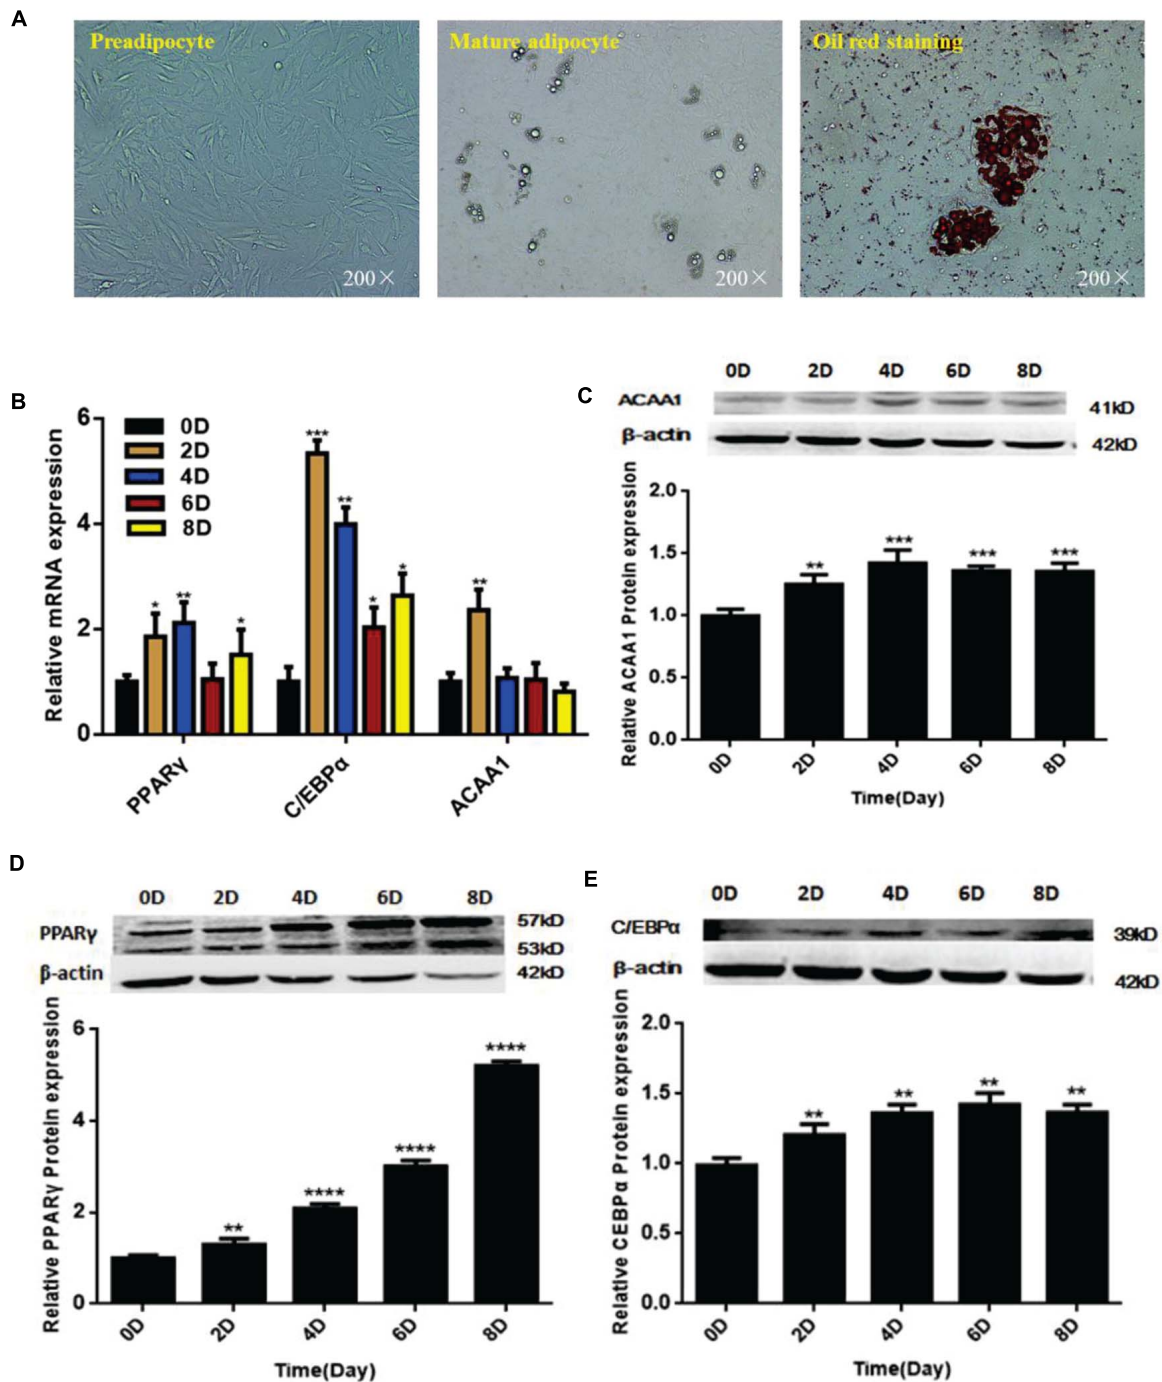 A
Preadipocyte
Mature adipocyte
Oil red staining
200×
200×
200×
B
Relative mRNA expression
6
4
2
0
0D
2D
4D
6D
8D
* ** *
*** ** * *
**
PPARγ
C/EBPα
ACAA1
C
0D 2D 4D 6D 8D
ACAA1 41kD
β-actin 42kD
Relative ACAA1 Protein expression
2.0
1.5
1.0
0.5
0.0
** *** *** ***
0D 2D 4D 6D 8D
Time(Day)
D
0D 2D 4D 6D 8D
PPARγ 57kD
53kD
β-actin 42kD
Relative PPARγ Protein expression
6
4
2
0
** **** **** ****
0D 2D 4D 6D 8D
Time(Day)
E
0D 2D 4D 6D 8D
C/EBPα 39kD
β-actin 42kD
Relative CEBPα Protein expression
2.0
1.5
1.0
0.5
0.0
** ** ** **
0D 2D 4D 6D 8D
Time(Day)